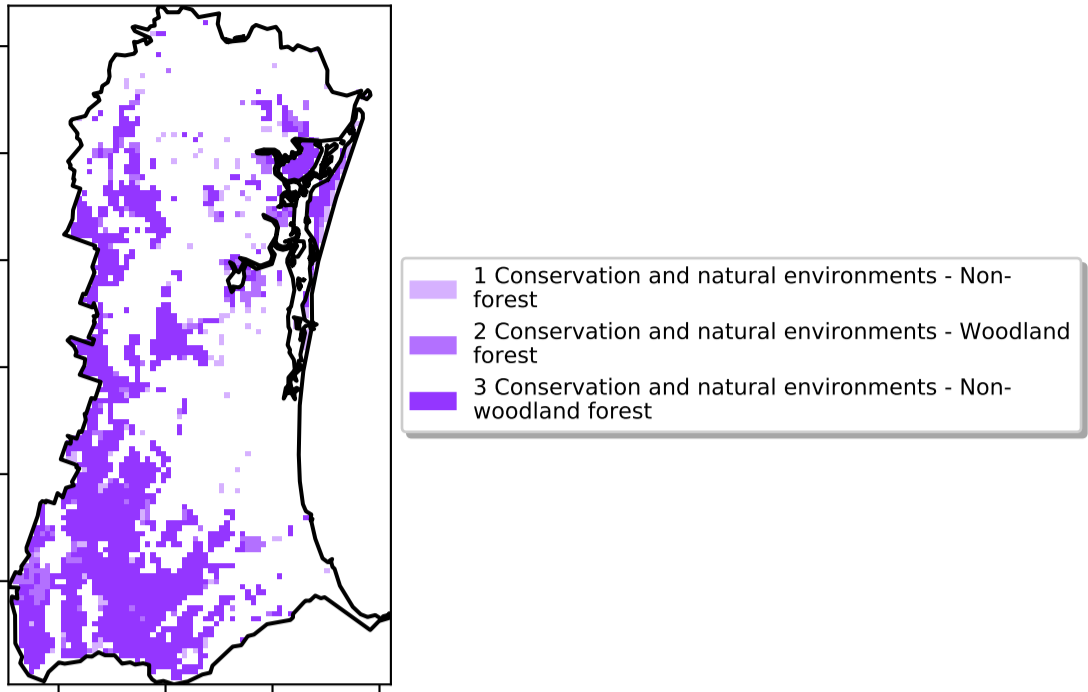 1 Conservation and natural environments - Non-
forest
2 Conservation and natural environments - Woodland
forest
3 Conservation and natural environments - Non-
woodland forest